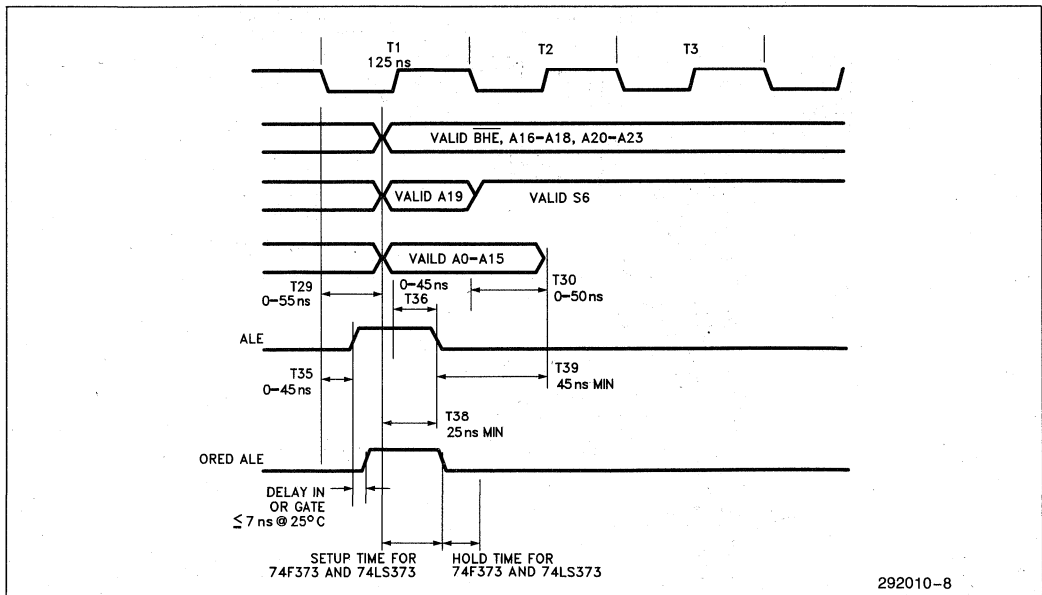 T1 T2 T3
125 ns
VALID BHE, A16–A18, A20–A23
VALID A19 VALID S6
VAILD A0–A15
T29 0–45ns T30
0–55ns T36 0–50ns
ALE
T35 T39
0–45ns 45ns MIN
T38
25ns MIN
ORED ALE
DELAY IN
OR GATE
≤ 7 ns @ 25°C
SETUP TIME FOR HOLD TIME FOR
74F373 AND 74LS373 74F373 AND 74LS373
292010–8